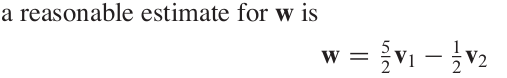 a reasonable estimate for w is
w = 5/2 v₁ − 1/2 v₂